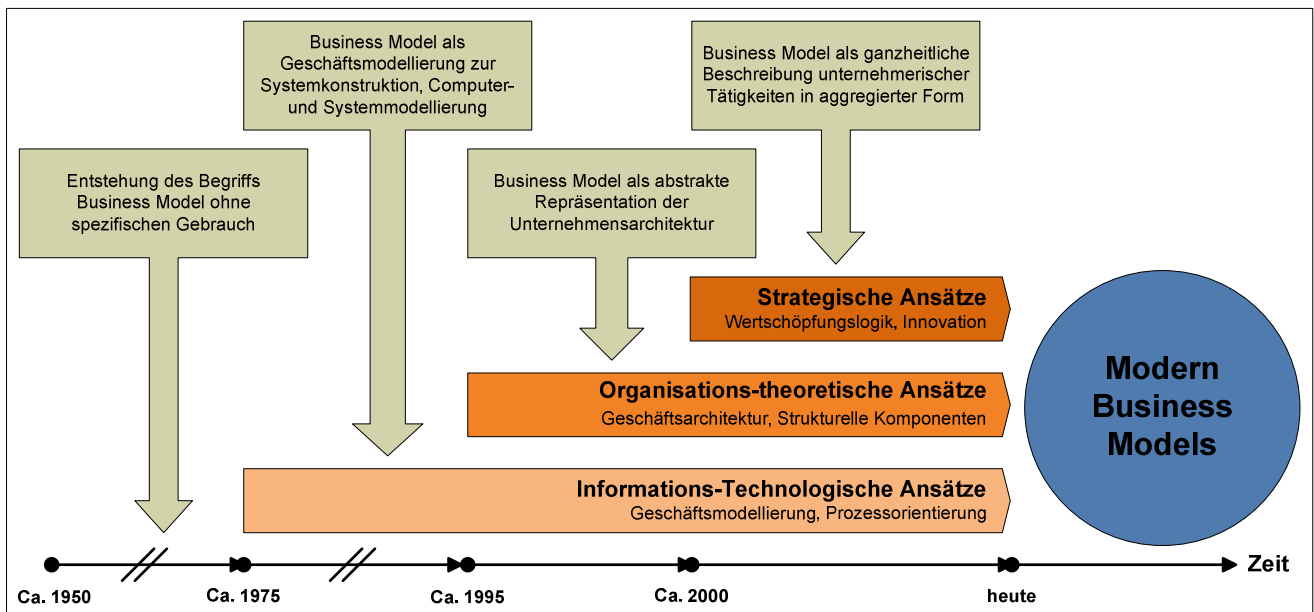 Business Model als
Geschäftsmodellierung zur
Systemkonstruktion, Computer-
und Systemmodellierung
Business Model als ganzheitliche
Beschreibung unternehmerischer
Tätigkeiten in aggregierter Form
Entstehung des Begriffs
Business Model ohne
spezifischen Gebrauch
Business Model als abstrakte
Repräsentation der
Unternehmensarchitektur
Strategische Ansätze
Wertschöpfungslogik, Innovation
Organisations-theoretische Ansätze
Geschäftsarchitektur, Strukturelle Komponenten
Informations-Technologische Ansätze
Geschäftsmodellierung, Prozessorientierung
Modern
Business
Models
Zeit
Ca. 1950
Ca. 1975
Ca. 1995
Ca. 2000
heute